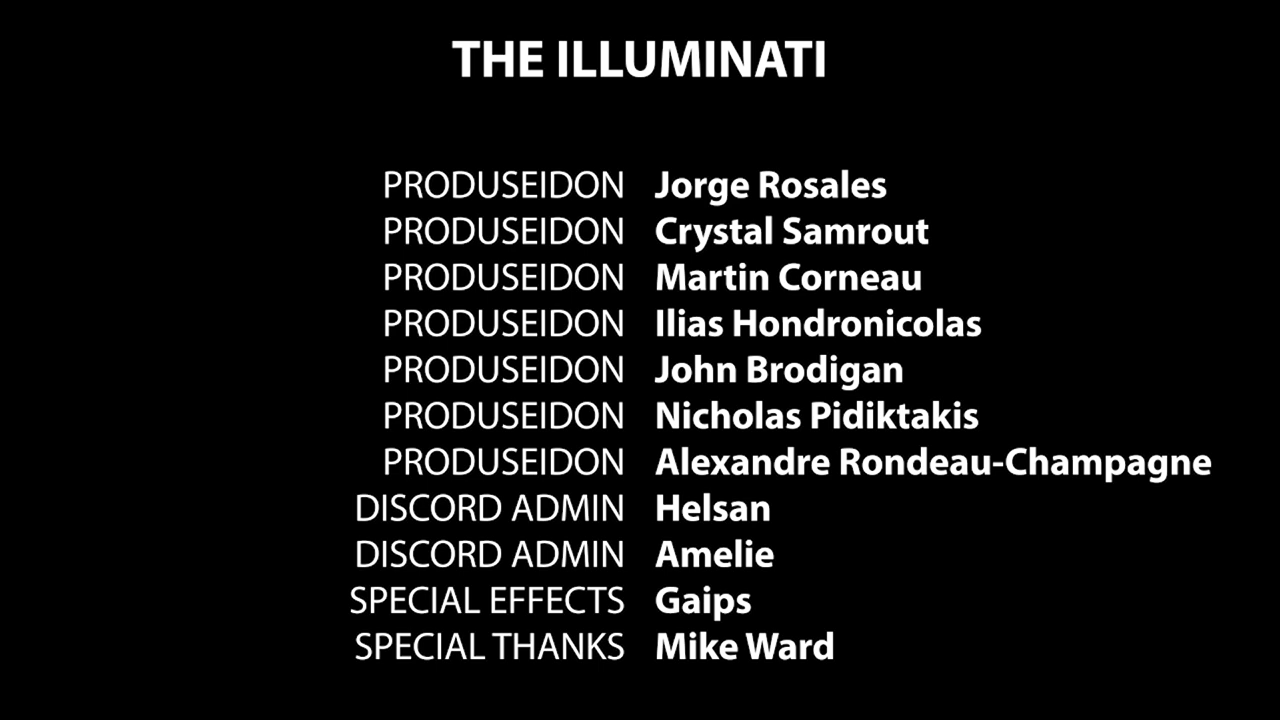 THE ILLUMINATI
PRODUSEIDON Jorge Rosales
PRODUSEIDON Crystal Samrout
PRODUSEIDON Martin Corneau
PRODUSEIDON Ilias Hondronicolas
PRODUSEIDON John Brodigan
PRODUSEIDON Nicholas Pidiktakis
PRODUSEIDON Alexandre Rondeau-Champagne
DISCORD ADMIN Helsan
DISCORD ADMIN Amelie
SPECIAL EFFECTS Gaips
SPECIAL THANKS Mike Ward